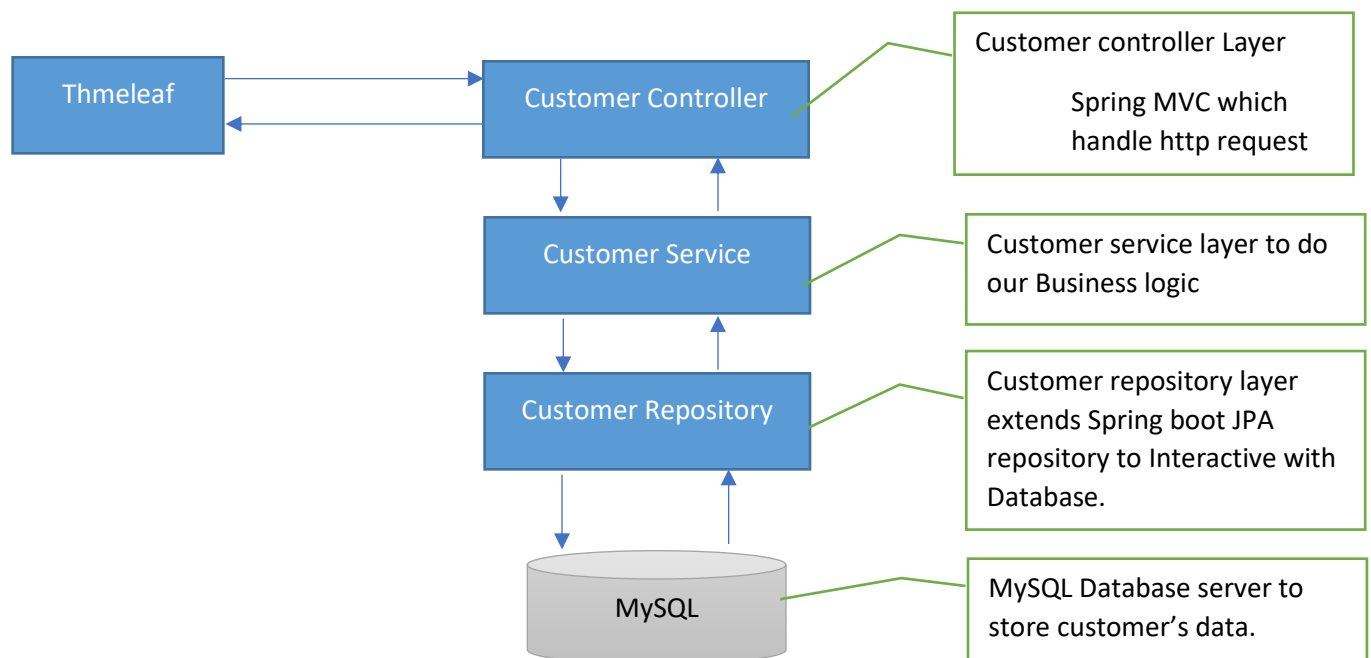 Thmeleaf
Customer Controller
Customer controller Layer
Spring MVC which
handle http request
Customer Service
Customer service layer to do
our Business logic
Customer Repository
Customer repository layer
extends Spring boot JPA
repository to Interactive with
Database.
MySQL
MySQL Database server to
store customer’s data.